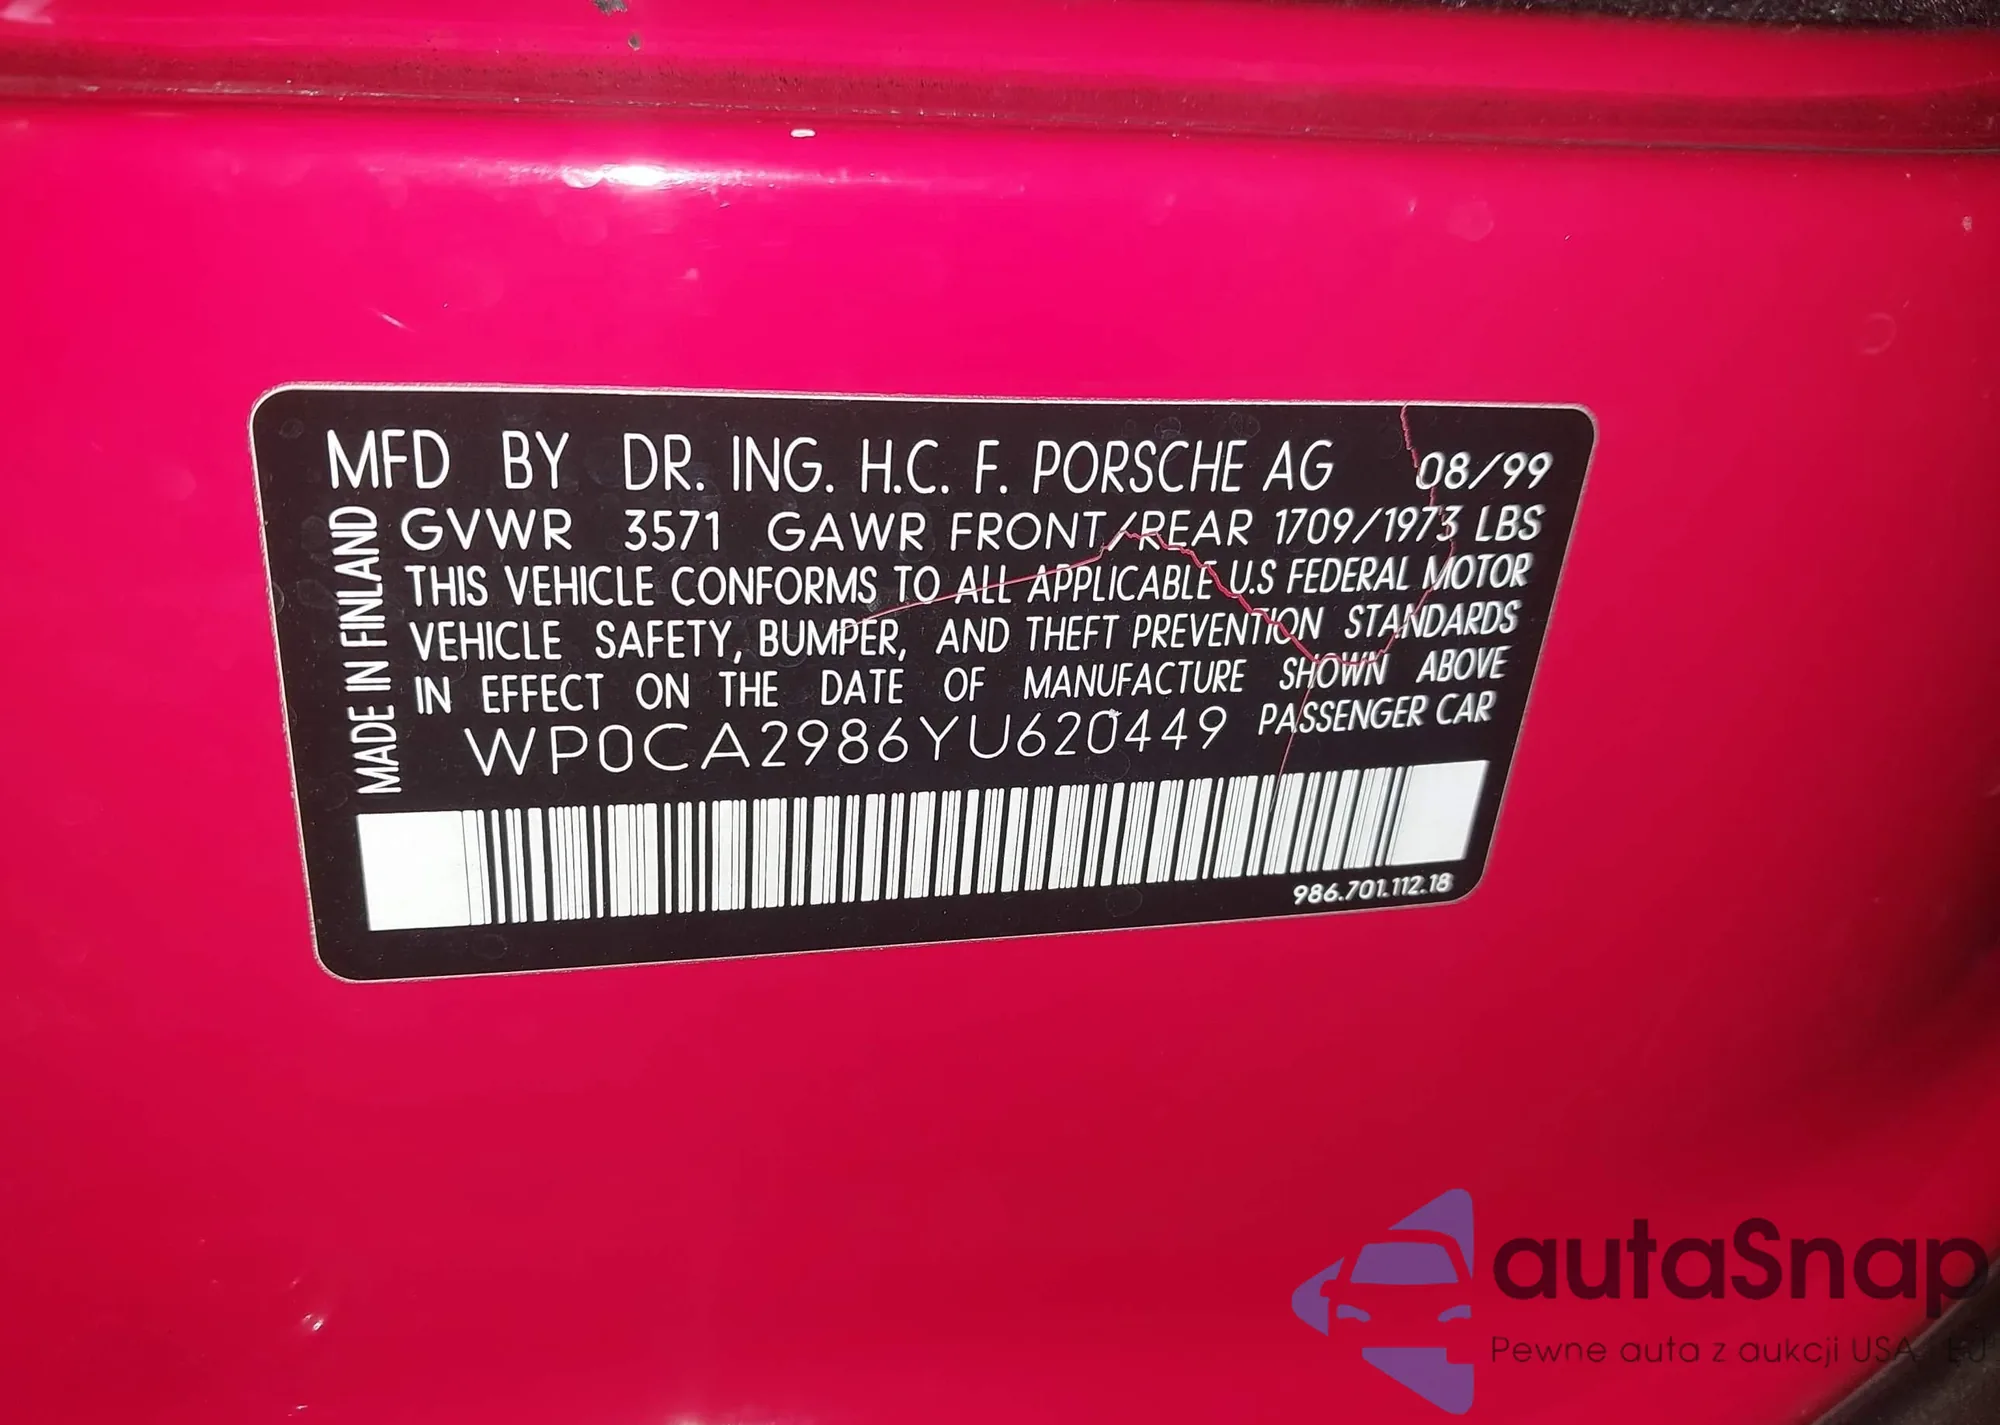 MFD BY DR. ING. H.C. F. PORSCHE AG 08/99
GVWR 3571 GAWR FRONT/REAR 1709/1973 LBS
THIS VEHICLE CONFORMS TO ALL APPLICABLE U.S FEDERAL MOTOR
VEHICLE SAFETY, BUMPER, AND THEFT PREVENTION STANDARDS
IN EFFECT ON THE DATE OF MANUFACTURE SHOWN ABOVE
WP0CA2986YU620449 PASSENGER CAR
MADE IN FINLAND
986.701.112.18
autaSnap
Pewne auta z aukcji USA i EU